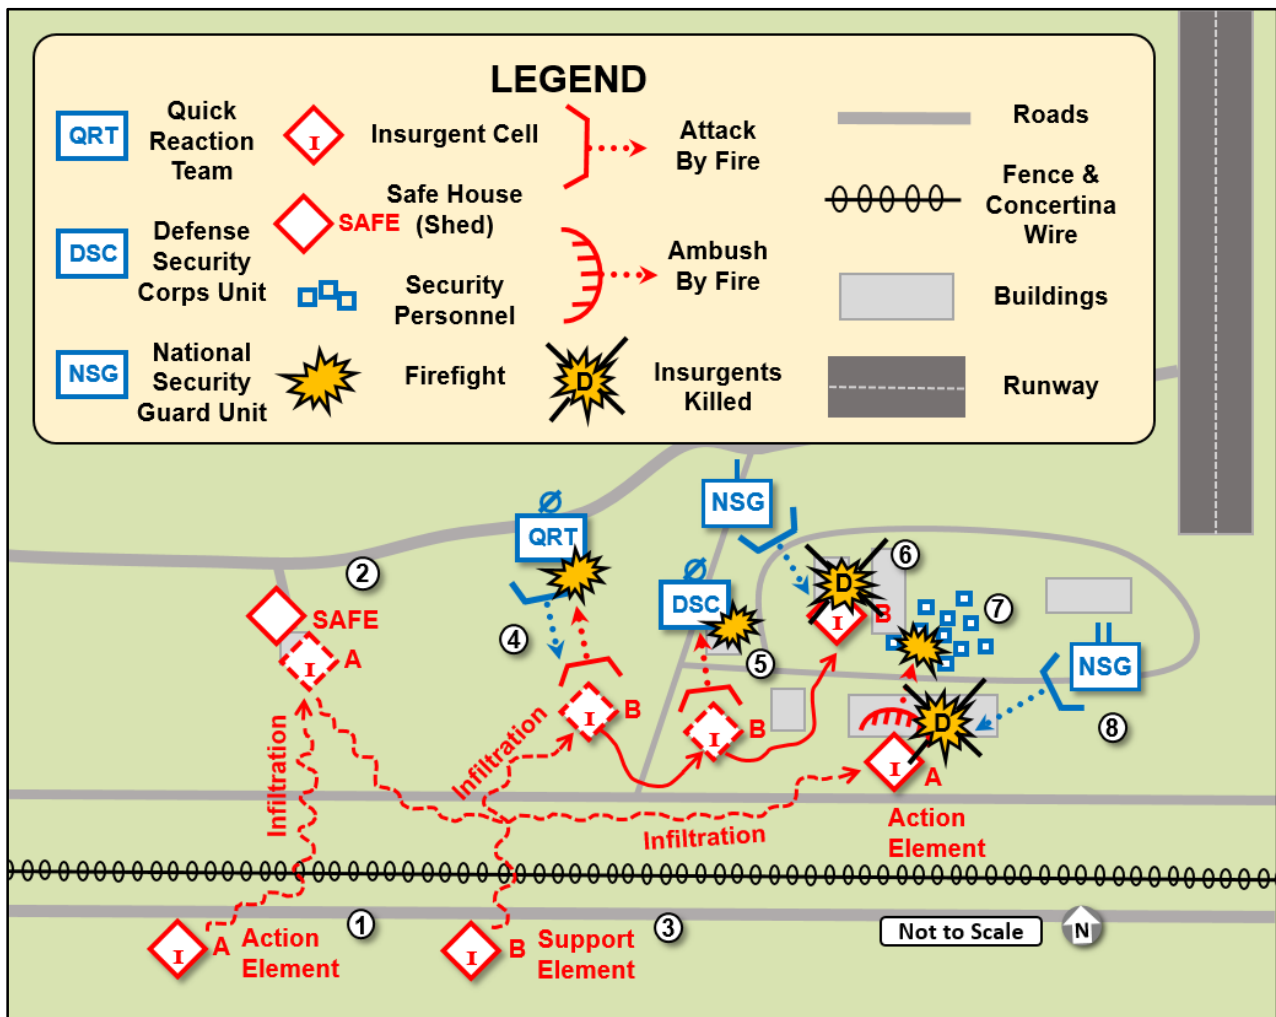 LEGEND
QRT
Quick
Reaction
Team
I
Insurgent Cell
Attack
By Fire
Roads
DSC
Defense
Security
Corps Unit
SAFE
Safe House
(Shed)
Security
Personnel
Ambush
By Fire
Fence &
Concertina
Wire
Buildings
NSG
National
Security
Guard Unit
Firefight
D
Insurgents
Killed
Runway
NSG
QRT
2
SAFE
I
A
4
DSC
5
D
6
I
B
7
NSG
8
I
B
I
B
D
I
A
Action
Element
Infiltration
Infiltration
Infiltration
1
3
I
A
Action
Element
I
B
Support
Element
Not to Scale
N